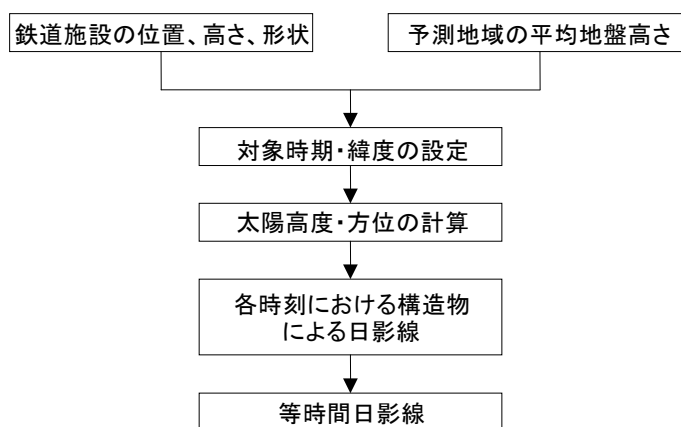 鉄道施設の位置、高さ、形状
予測地域の平均地盤高さ
対象時期・緯度の設定
太陽高度・方位の計算
各時刻における構造物
による日影線
等時間日影線